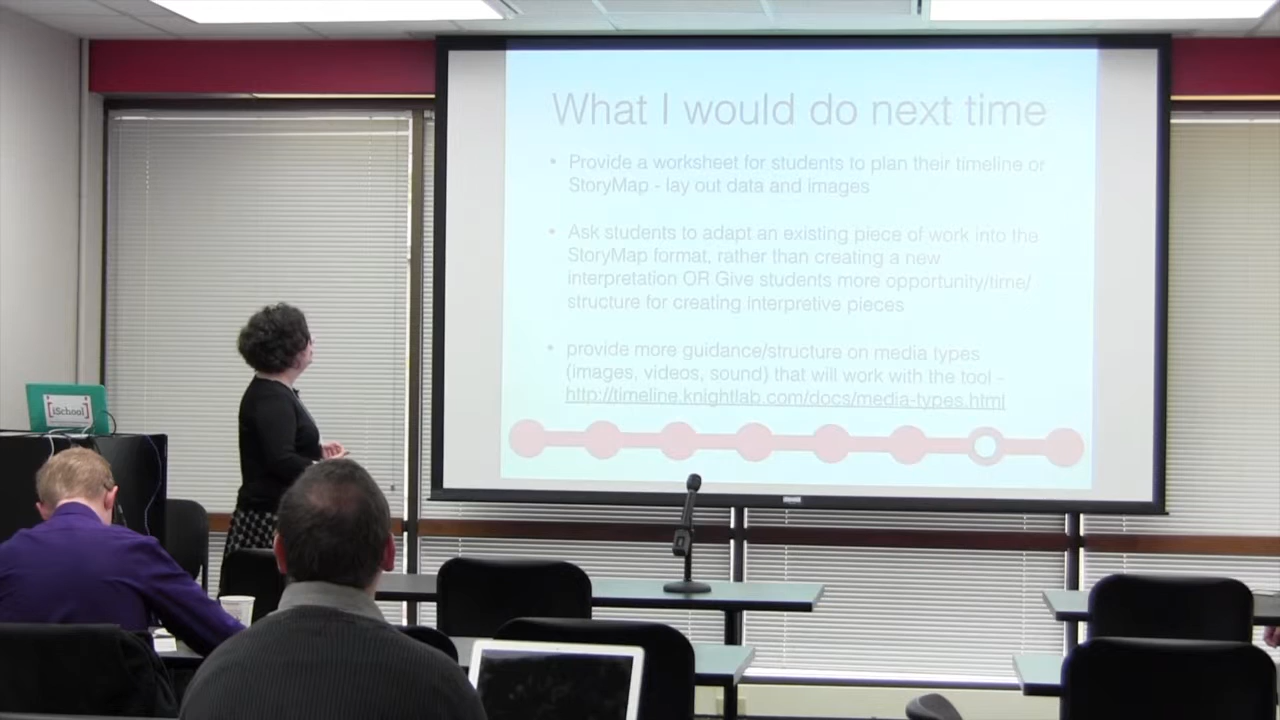 What I would do next time
• Provide a worksheet for students to plan their timeline or
StoryMap - lay out data and images
• Ask students to adapt an existing piece of work into the
StoryMap format, rather than creating a new
interpretation OR Give students more opportunity/time/
structure for creating interpretive pieces
• provide more guidance/structure on media types
(images, videos, sound) that will work with the tool -
http://timeline.knightlab.com/docs/media-types.html
[iSchool]